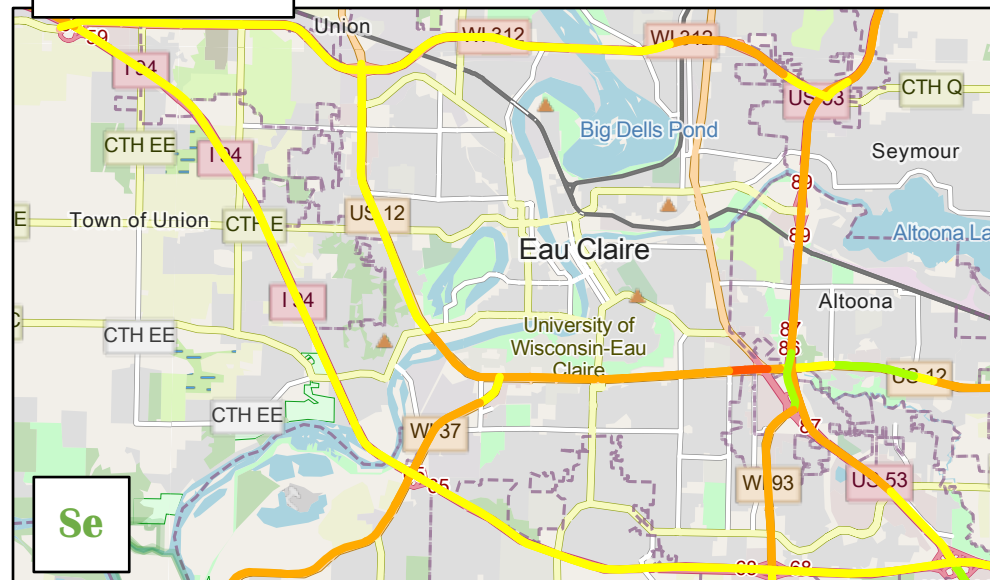 Union
WI 312
WI 312
59
I 94
US 53
CTH Q
Big Dells Pond
CTH EE
I 94
Seymour
89
E
Town of Union
CTH E
US 12
89
Altoona La
Eau Claire
I 94
Altoona
C
CTH EE
University of
Wisconsin-Eau
Claire
87
86
US 12
CTH EE
WI 37
87
65
WI 93
US 53
Se
68
68